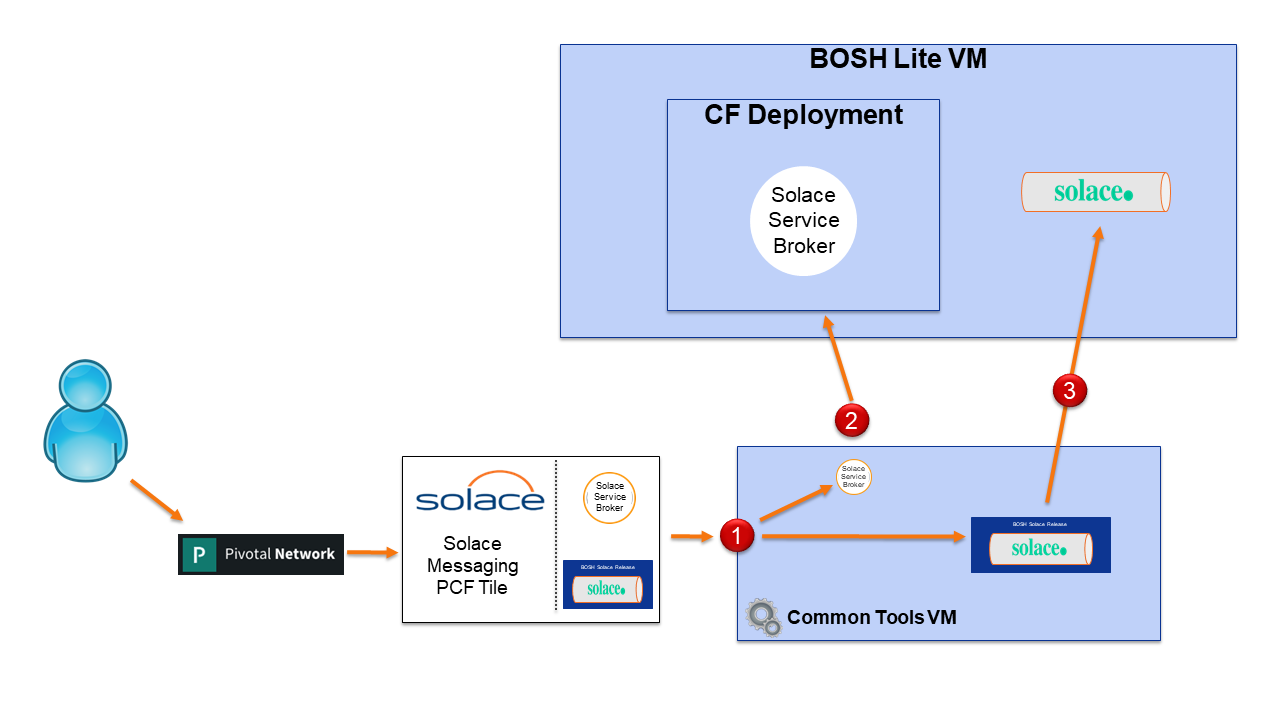 BOSH Lite VM
CF Deployment
Solace
Service
Broker
solace.
3
2
P Pivotal Network
solace
Solace
Messaging
PCF Tile
Solace
Service
Broker
BOSH Solace Release
solace.
1
Solace
Service
Broker
BOSH Solace Release
solace.
Common Tools VM